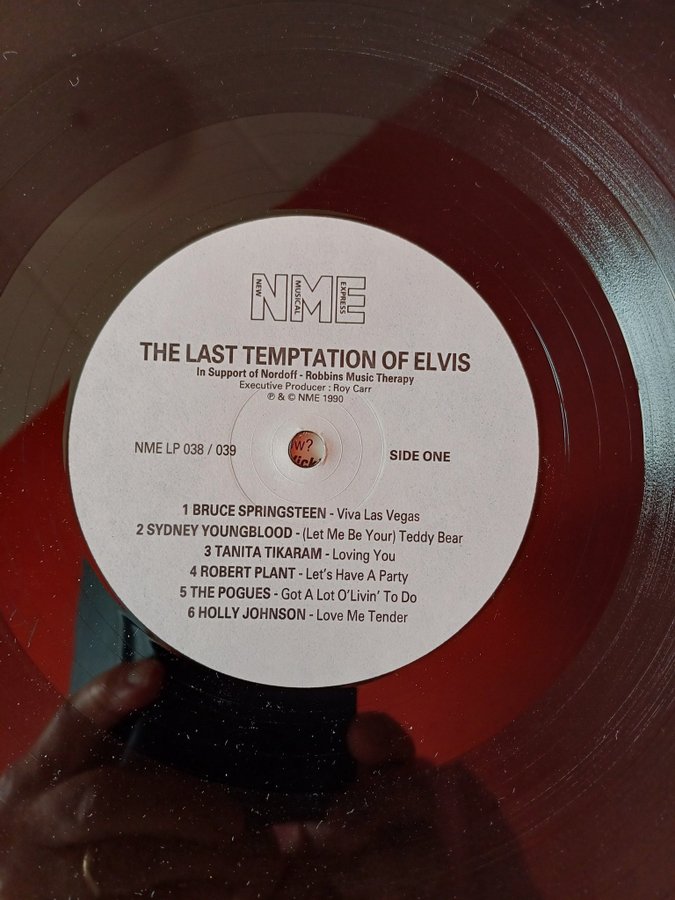 NME
NEW MUSICAL EXPRESS
THE LAST TEMPTATION OF ELVIS
In Support of Nordoff - Robbins Music Therapy
Executive Producer : Roy Carr
℗ & © NME 1990
NME LP 038 / 039
SIDE ONE
w?
1 BRUCE SPRINGSTEEN - Viva Las Vegas
2 SYDNEY YOUNGBLOOD - (Let Me Be Your) Teddy Bear
3 TANITA TIKARAM - Loving You
4 ROBERT PLANT - Let's Have A Party
5 THE POGUES - Got A Lot O'Livin' To Do
6 HOLLY JOHNSON - Love Me Tender